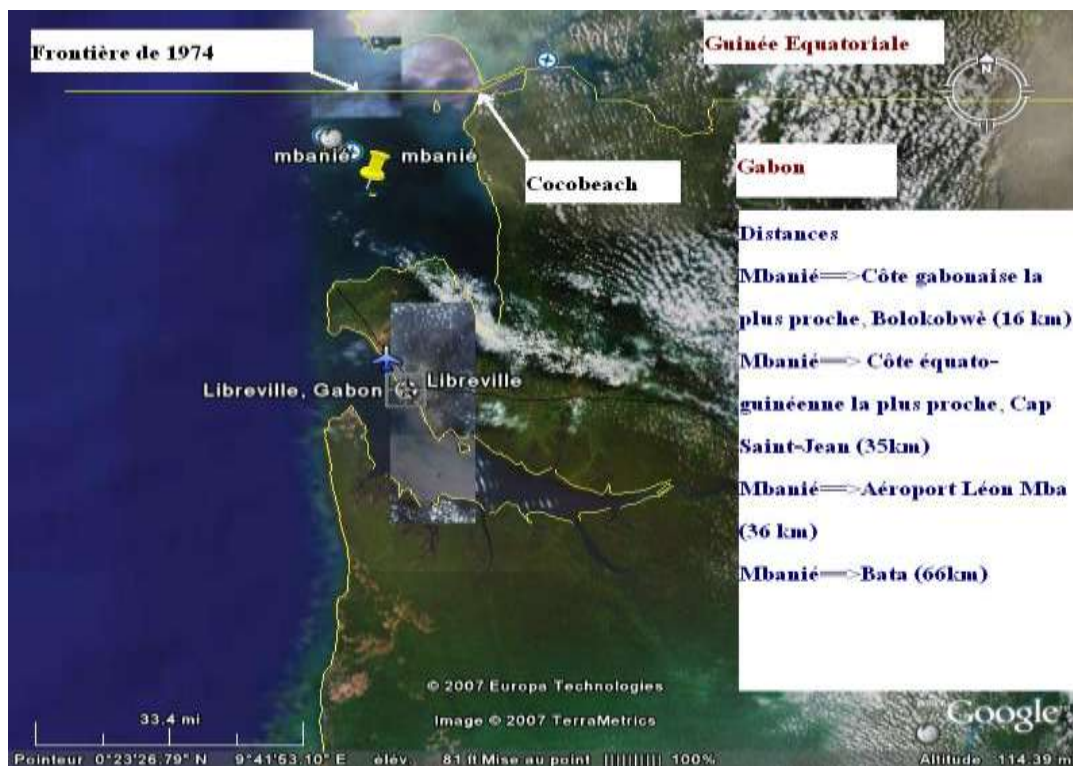 Frontière de 1974
Guinée Equatoriale
N
mbanié
mbanié
Cocobeach
Gabon
Distances
Mbanié==>Côte gabonaise la
plus proche, Bolokobwè (16 km)
Mbanié==> Côte équato-
guinéenne la plus proche, Cap
Saint-Jean (35km)
Mbanié==>Aéroport Léon Mba
(36 km)
Mbanié==>Bata (66km)
Libreville, Gabon
Libreville
© 2007 Europa Technologies
Image © 2007 TerraMetrics
Google
33.4 mi
Pointeur 0°23'26.79" N 9°41'53.10" E élév. 81 ft Mise au point |||||||||| 100% Altitude 114.39 m